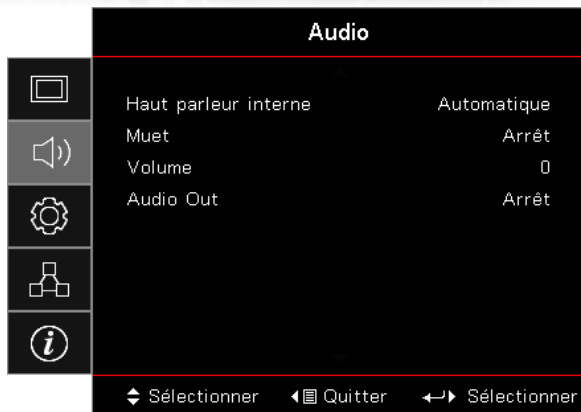 Audio
Haut parleur interne Automatique
Muet Arrêt
Volume 0
Audio Out Arrêt
Sélectionner Quitter Sélectionner